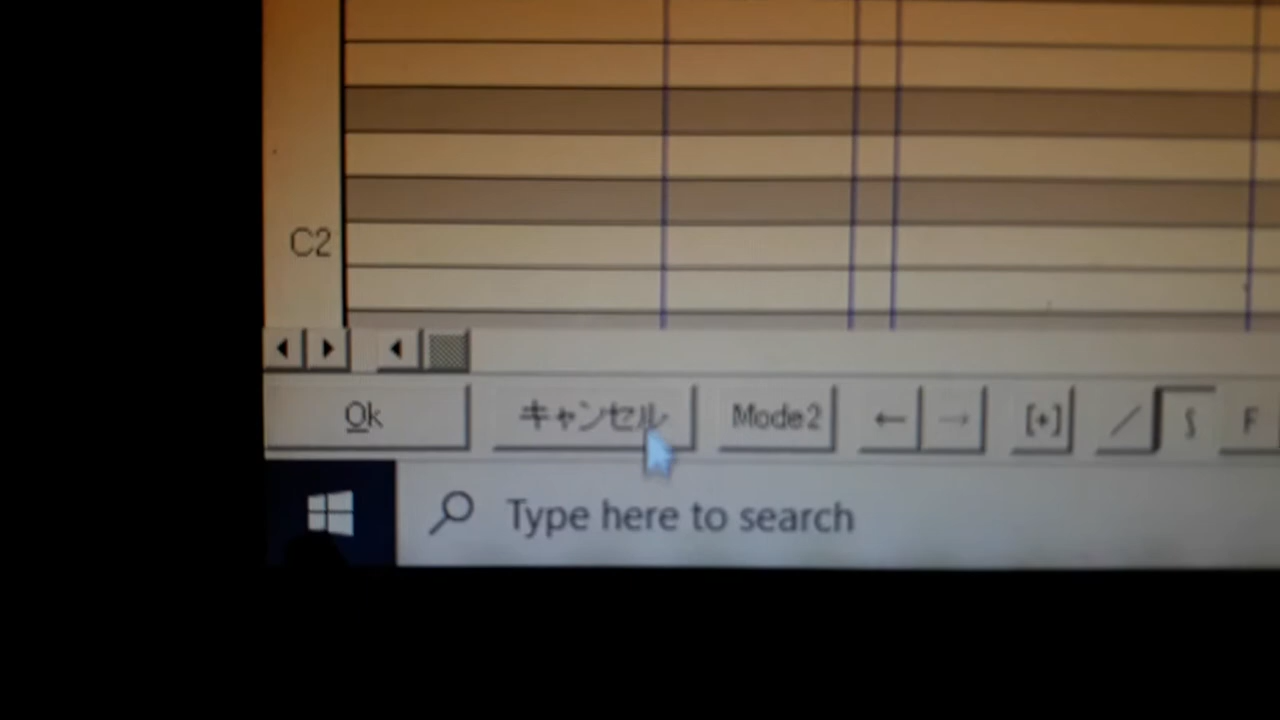 C2
Ok キャンセル Mode2 ← → [+] / S F
Type here to search